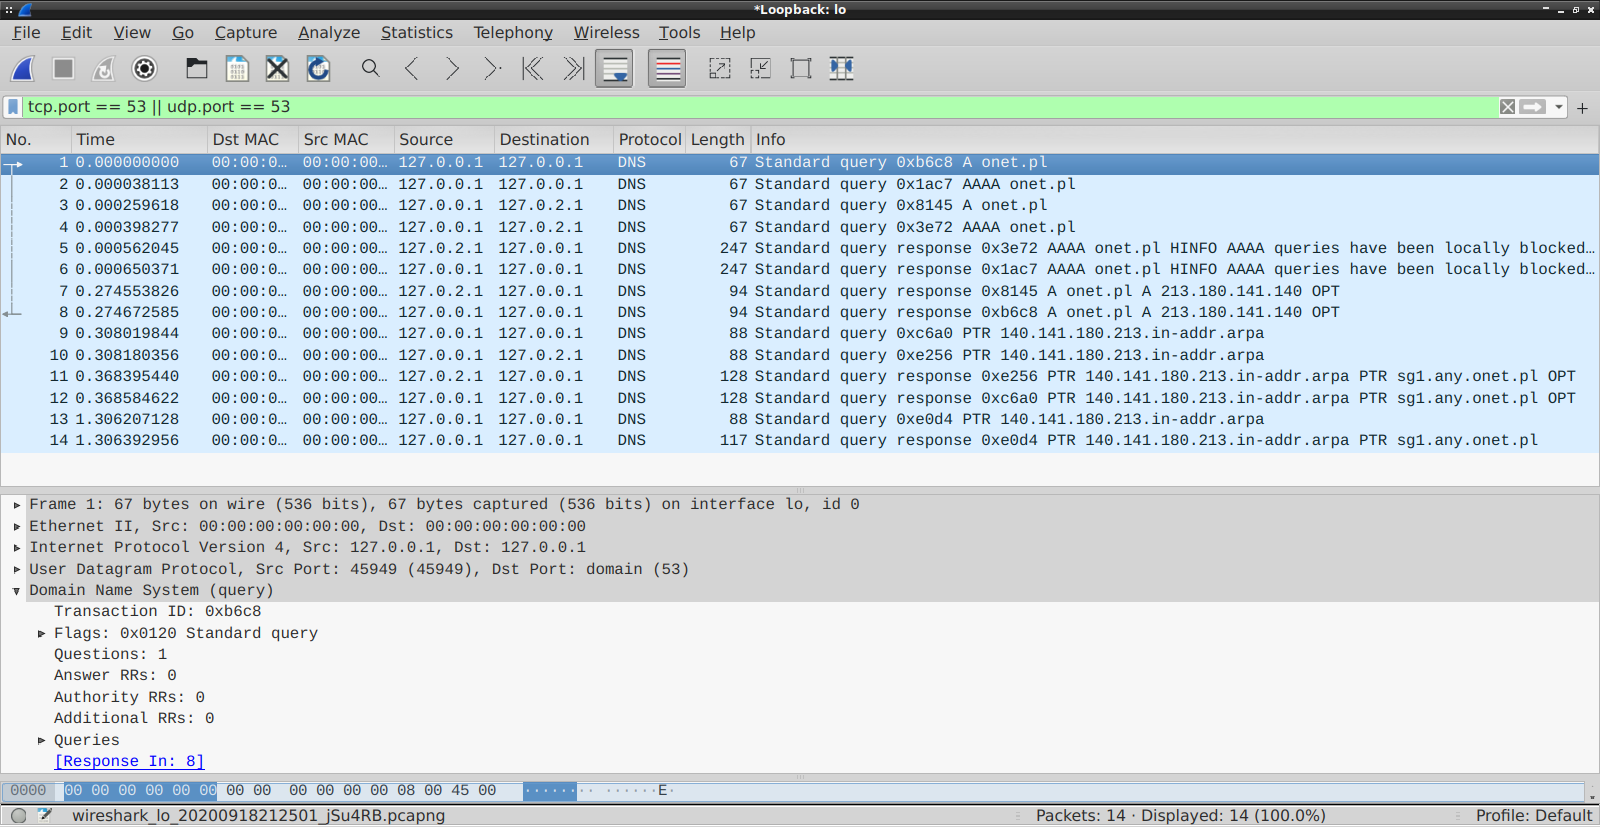 *Loopback: lo
File Edit View Go Capture Analyze Statistics Telephony Wireless Tools Help
tcp.port == 53 || udp.port == 53
No. Time Dst MAC Src MAC Source Destination Protocol Length Info
1 0.000000000 00:00:0… 00:00:00… 127.0.0.1 127.0.0.1 DNS 67 Standard query 0xb6c8 A onet.pl
2 0.000038113 00:00:0… 00:00:00… 127.0.0.1 127.0.0.1 DNS 67 Standard query 0x1ac7 AAAA onet.pl
3 0.000259618 00:00:0… 00:00:00… 127.0.0.1 127.0.2.1 DNS 67 Standard query 0x8145 A onet.pl
4 0.000398277 00:00:0… 00:00:00… 127.0.0.1 127.0.2.1 DNS 67 Standard query 0x3e72 AAAA onet.pl
5 0.000562045 00:00:0… 00:00:00… 127.0.2.1 127.0.0.1 DNS 247 Standard query response 0x3e72 AAAA onet.pl HINFO AAAA queries have been locally blocked…
6 0.000650371 00:00:0… 00:00:00… 127.0.0.1 127.0.0.1 DNS 247 Standard query response 0x1ac7 AAAA onet.pl HINFO AAAA queries have been locally blocked…
7 0.274553826 00:00:0… 00:00:00… 127.0.2.1 127.0.0.1 DNS 94 Standard query response 0x8145 A onet.pl A 213.180.141.140 OPT
8 0.274672585 00:00:0… 00:00:00… 127.0.0.1 127.0.0.1 DNS 94 Standard query response 0xb6c8 A onet.pl A 213.180.141.140 OPT
9 0.308019844 00:00:0… 00:00:00… 127.0.0.1 127.0.0.1 DNS 88 Standard query 0xc6a0 PTR 140.141.180.213.in-addr.arpa
10 0.308180356 00:00:0… 00:00:00… 127.0.0.1 127.0.2.1 DNS 88 Standard query 0xe256 PTR 140.141.180.213.in-addr.arpa
11 0.368395440 00:00:0… 00:00:00… 127.0.2.1 127.0.0.1 DNS 128 Standard query response 0xe256 PTR 140.141.180.213.in-addr.arpa PTR sg1.any.onet.pl OPT
12 0.368584622 00:00:0… 00:00:00… 127.0.0.1 127.0.0.1 DNS 128 Standard query response 0xc6a0 PTR 140.141.180.213.in-addr.arpa PTR sg1.any.onet.pl OPT
13 1.306207128 00:00:0… 00:00:00… 127.0.0.1 127.0.0.1 DNS 88 Standard query 0xe0d4 PTR 140.141.180.213.in-addr.arpa
14 1.306392956 00:00:0… 00:00:00… 127.0.0.1 127.0.0.1 DNS 117 Standard query response 0xe0d4 PTR 140.141.180.213.in-addr.arpa PTR sg1.any.onet.pl
Frame 1: 67 bytes on wire (536 bits), 67 bytes captured (536 bits) on interface lo, id 0
Ethernet II, Src: 00:00:00:00:00:00, Dst: 00:00:00:00:00:00
Internet Protocol Version 4, Src: 127.0.0.1, Dst: 127.0.0.1
User Datagram Protocol, Src Port: 45949 (45949), Dst Port: domain (53)
Domain Name System (query)
Transaction ID: 0xb6c8
Flags: 0x0120 Standard query
Questions: 1
Answer RRs: 0
Authority RRs: 0
Additional RRs: 0
Queries
[Response In: 8]
0000 00 00 00 00 00 00 00 00 00 00 00 00 08 00 45 00 ········ ······E·
wireshark_lo_20200918212501_jSu4RB.pcapng Packets: 14 · Displayed: 14 (100.0%) Profile: Default